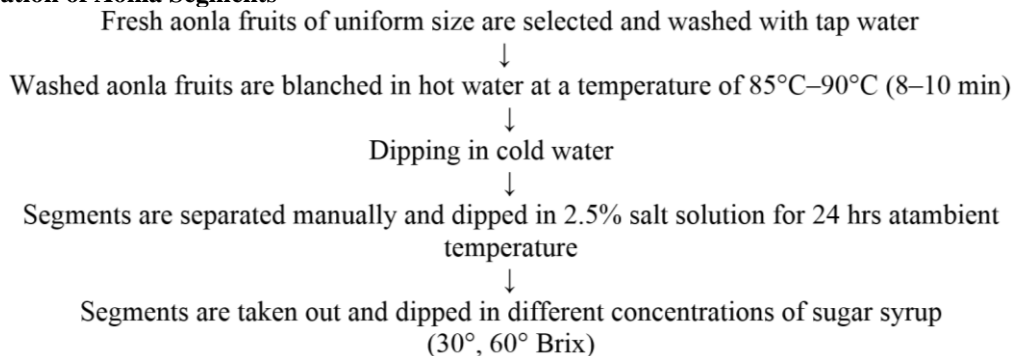 of Aonla Segments
Fresh aonla fruits of uniform size are selected and washed with tap water
↓
Washed aonla fruits are blanched in hot water at a temperature of 85°C–90°C (8–10 min)
↓
Dipping in cold water
↓
Segments are separated manually and dipped in 2.5% salt solution for 24 hrs atambient
temperature
↓
Segments are taken out and dipped in different concentrations of sugar syrup
(30°, 60° Brix)